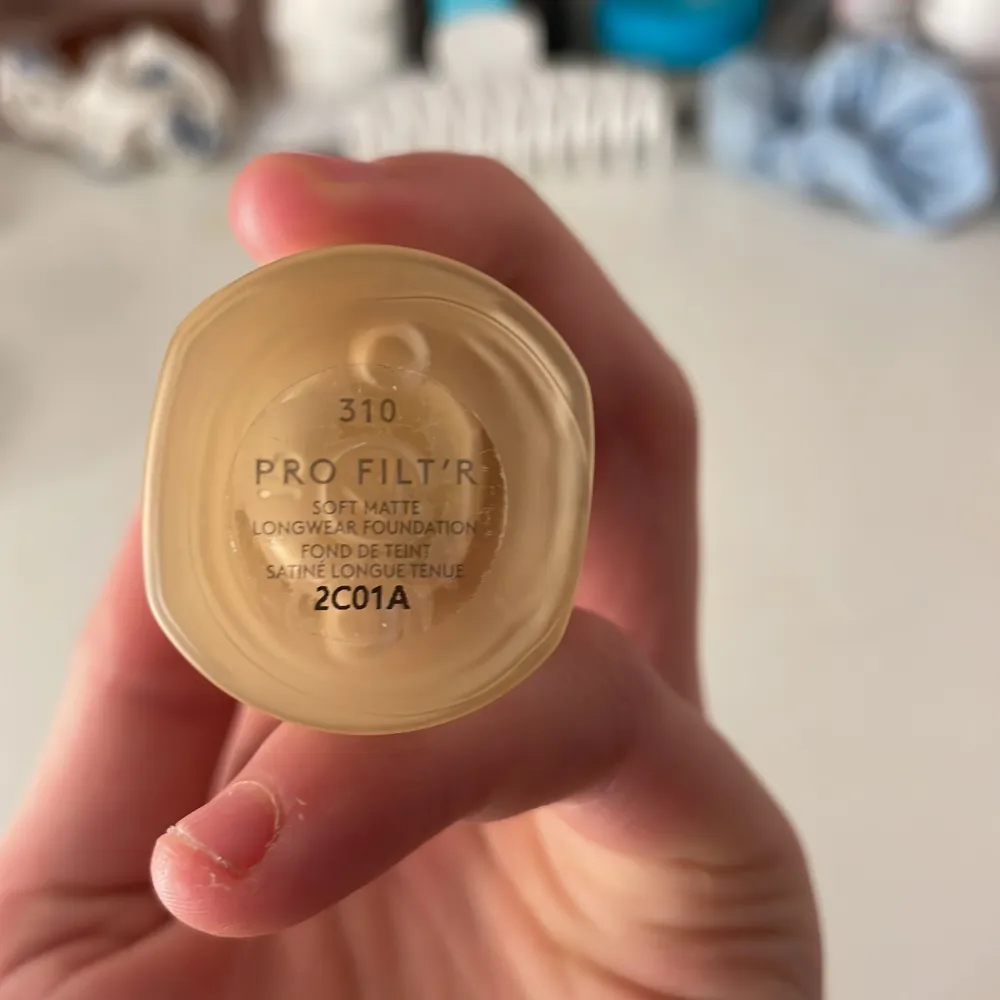 310
PRO FILT'R
SOFT MATTE
LONGWEAR FOUNDATION
FOND DE TEINT
SATINÉ LONGUE TENUE
2C01A